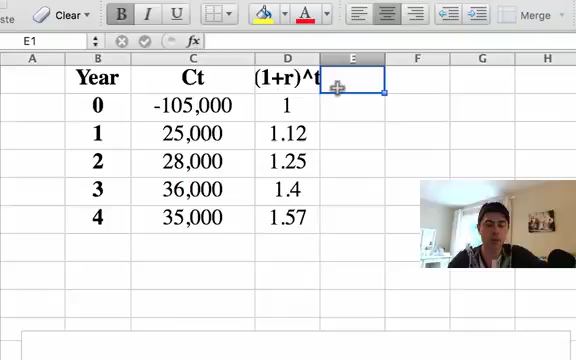 ste Clear B I U Merge
E1 fx
A B C D E F G H
Year Ct (1+r)^t
0 -105,000 1
1 25,000 1.12
2 28,000 1.25
3 36,000 1.4
4 35,000 1.57